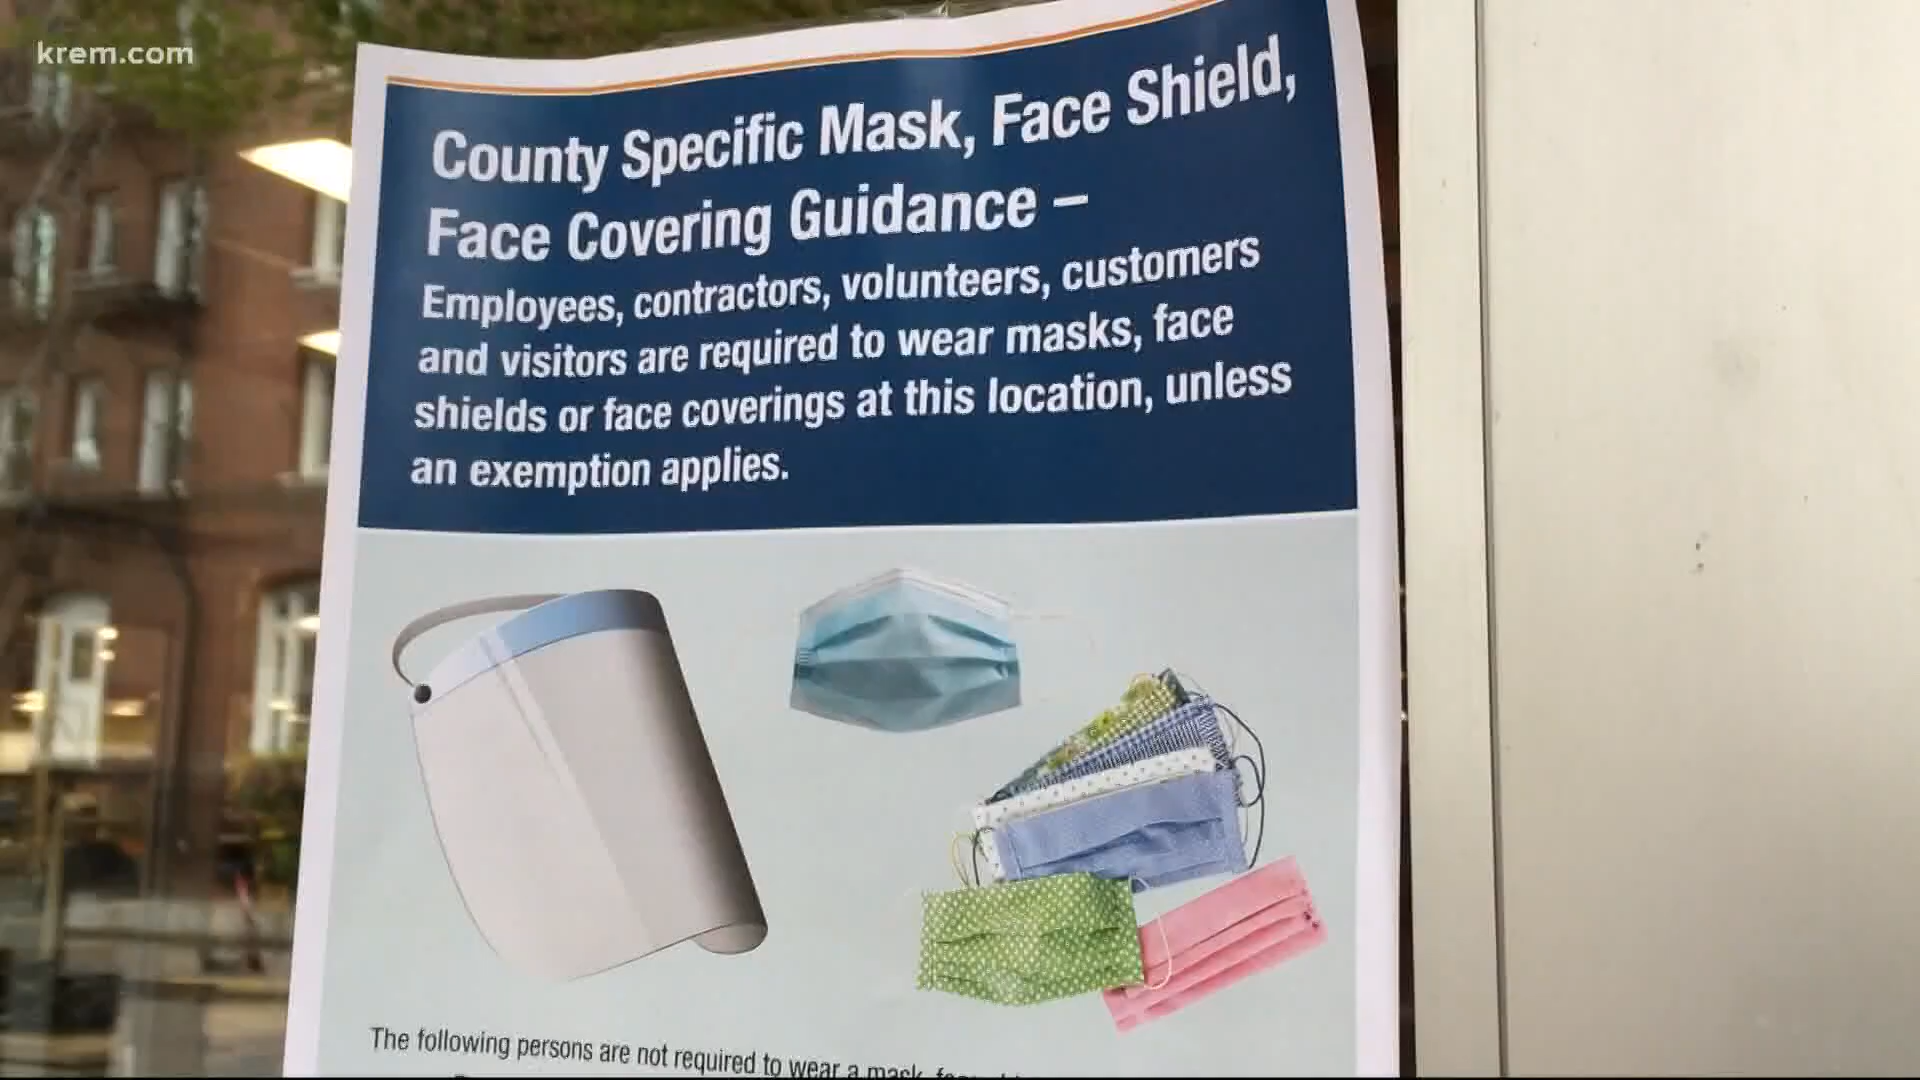 krem.com
County Specific Mask, Face Shield,
Face Covering Guidance –
Employees, contractors, volunteers, customers
and visitors are required to wear masks, face
shields or face coverings at this location, unless
an exemption applies.
The following persons are not required to wear a mask,